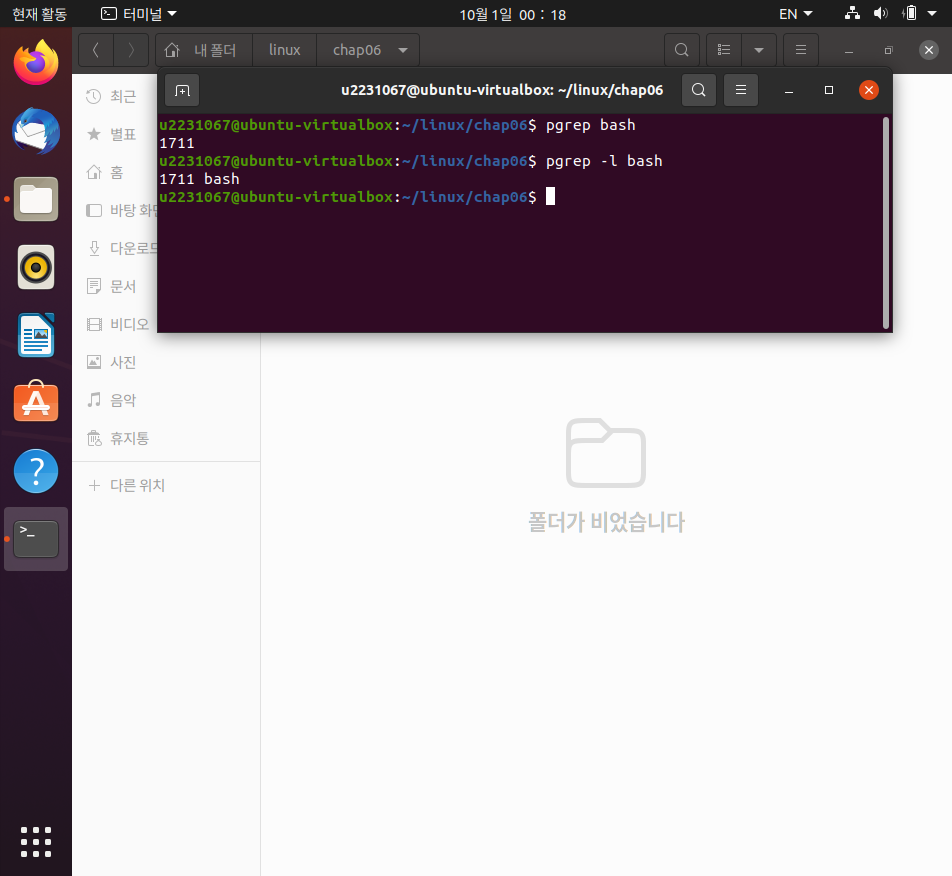 현재 활동 터미널 10월 1일 00 : 18 EN
내 폴더 linux chap06
u2231067@ubuntu-virtualbox: ~/linux/chap06
최근
별표
홈
바탕 화면
다운로드
문서
비디오
사진
음악
휴지통
다른 위치
u2231067@ubuntu-virtualbox:~/linux/chap06$ pgrep bash
1711
u2231067@ubuntu-virtualbox:~/linux/chap06$ pgrep -l bash
1711 bash
u2231067@ubuntu-virtualbox:~/linux/chap06$
폴더가 비었습니다